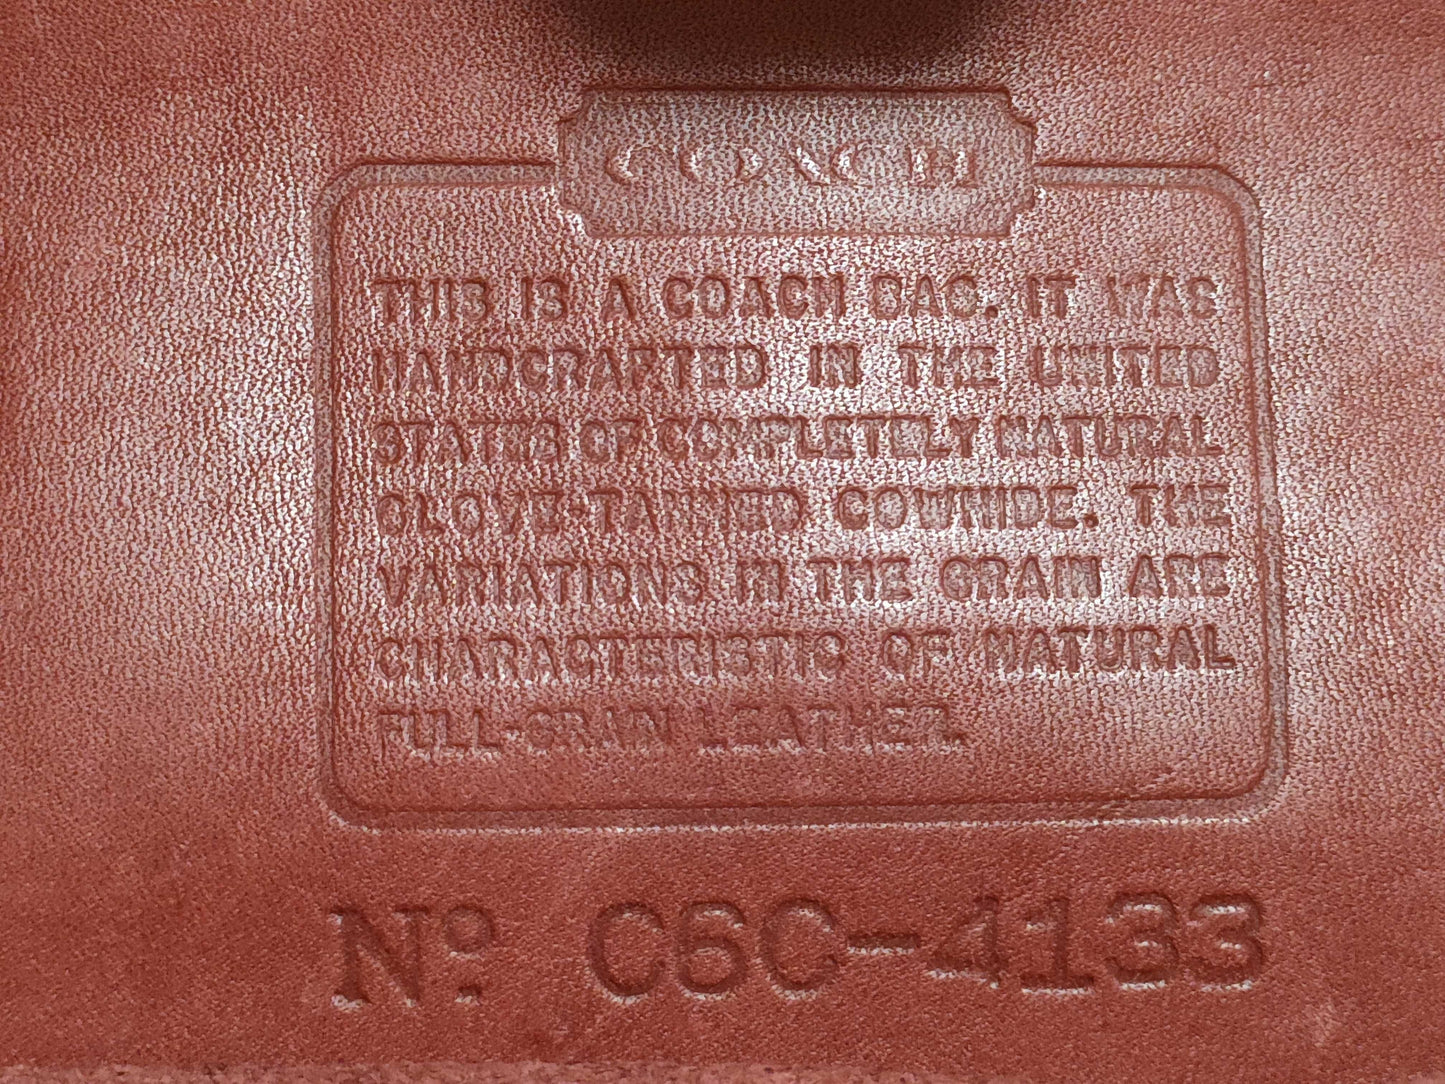 COACH
THIS IS A COACH BAG. IT WAS
HANDCRAFTED IN THE UNITED
STATES OF COMPLETELY NATURAL
GLOVE-TANNED COWHIDE. THE
VARIATIONS IN THE GRAIN ARE
CHARACTERISTIC OF NATURAL
FULL-GRAIN LEATHER.
Nº C6C-4133